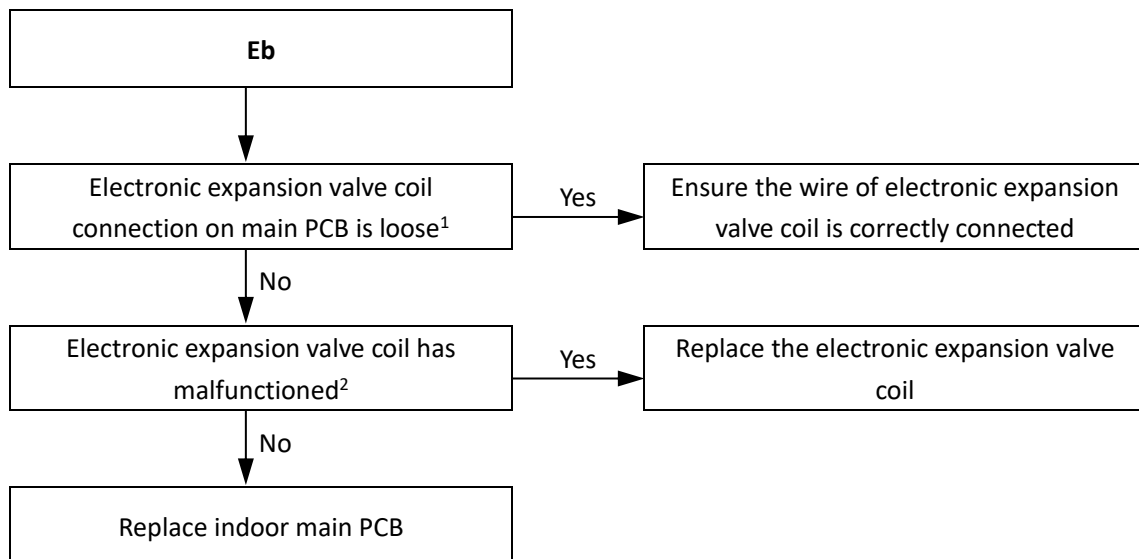 Eb
Electronic expansion valve coil
connection on main PCB is loose¹
Yes
Ensure the wire of electronic expansion
valve coil is correctly connected
No
Electronic expansion valve coil has
malfunctioned²
Yes
Replace the electronic expansion valve
coil
No
Replace indoor main PCB